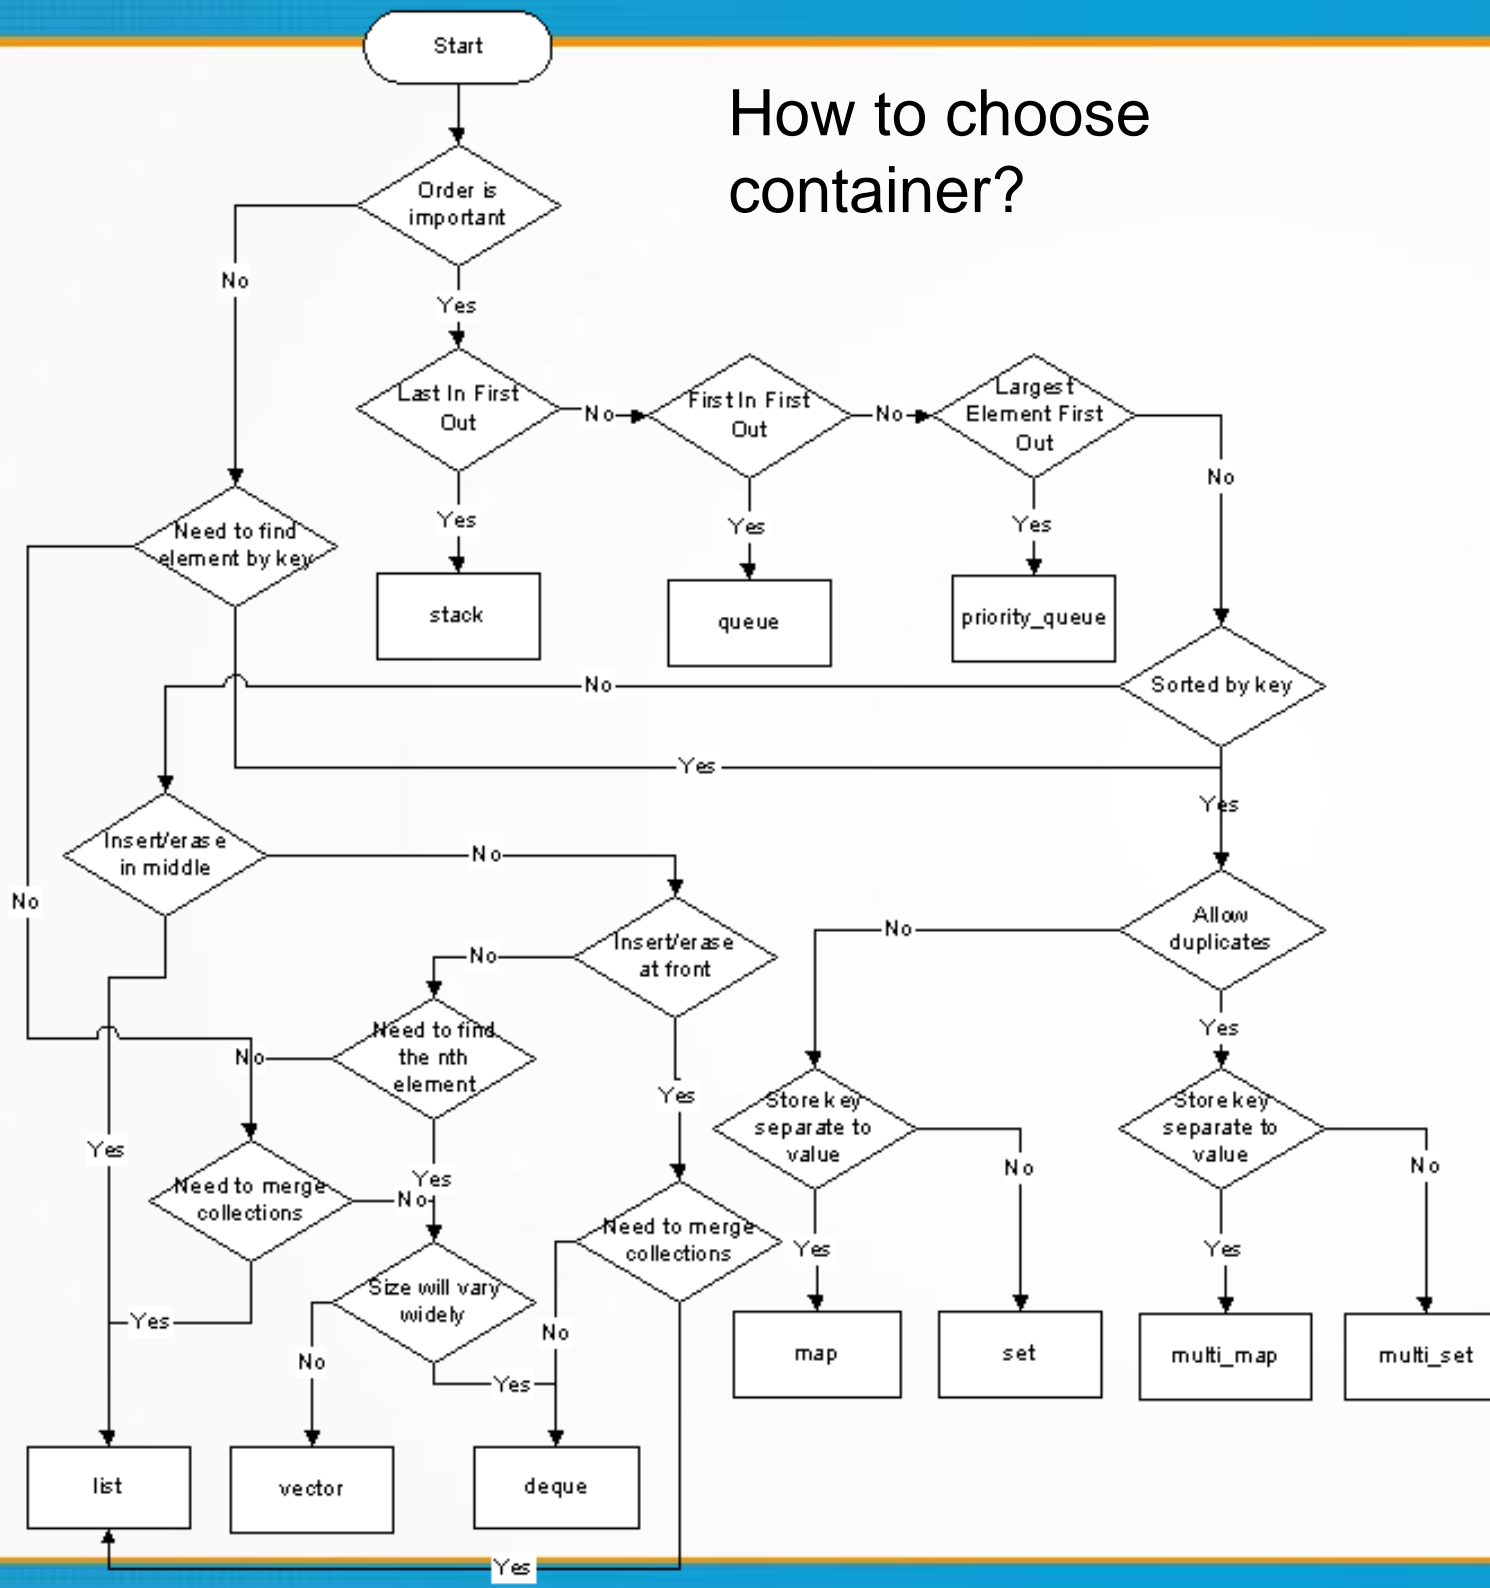 Start
How to choose
container?
Order is
important
No
Yes
Last In First
Out
No
First In First
Out
No
Largest
Element First
Out
No
Yes
Yes
Yes
Need to find
element by key
stack
queue
priority_queue
Sorted by key
No
Yes
Yes
Insert/erase
in middle
No
No
Insert/erase
at front
No
Allow
duplicates
No
Yes
Need to find
the nth
element
No
Yes
Yes
Yes
Store key
separate to
value
No
Store key
separate to
value
No
Need to merge
collections
No
Need to merge
collections
Yes
Yes
Size will vary
widely
Yes
No
No
Yes
map
set
multi_map
multi_set
list
vector
deque
Yes